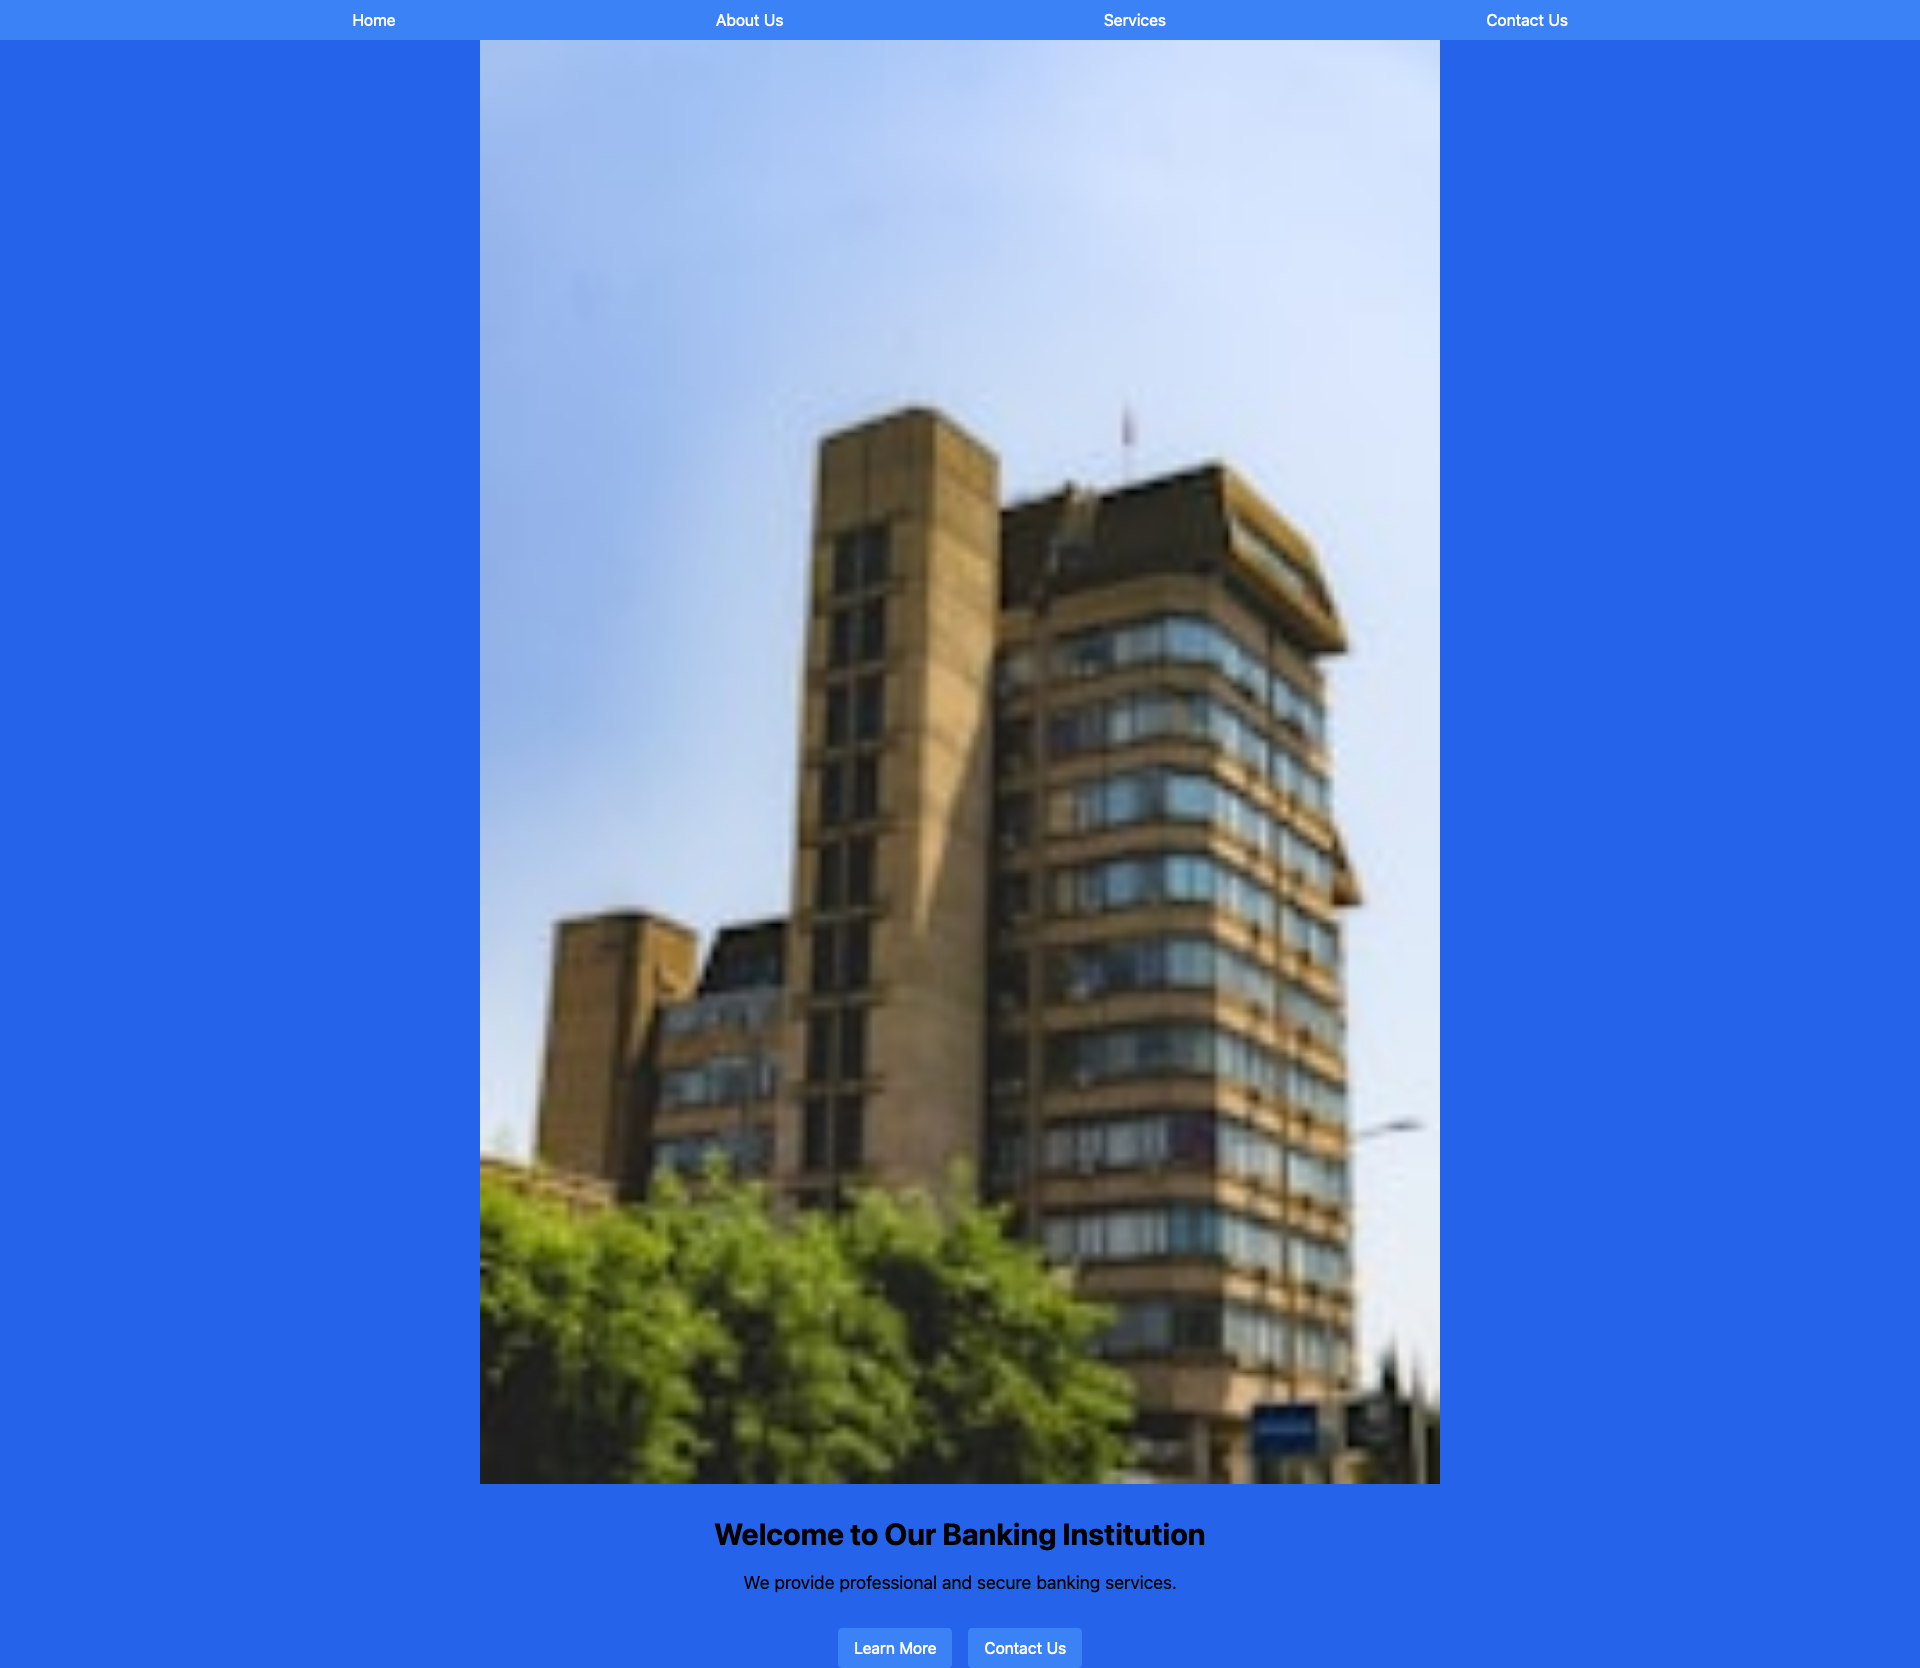 Home
About Us
Services
Contact Us
Welcome to Our Banking Institution
We provide professional and secure banking services.
Learn More
Contact Us